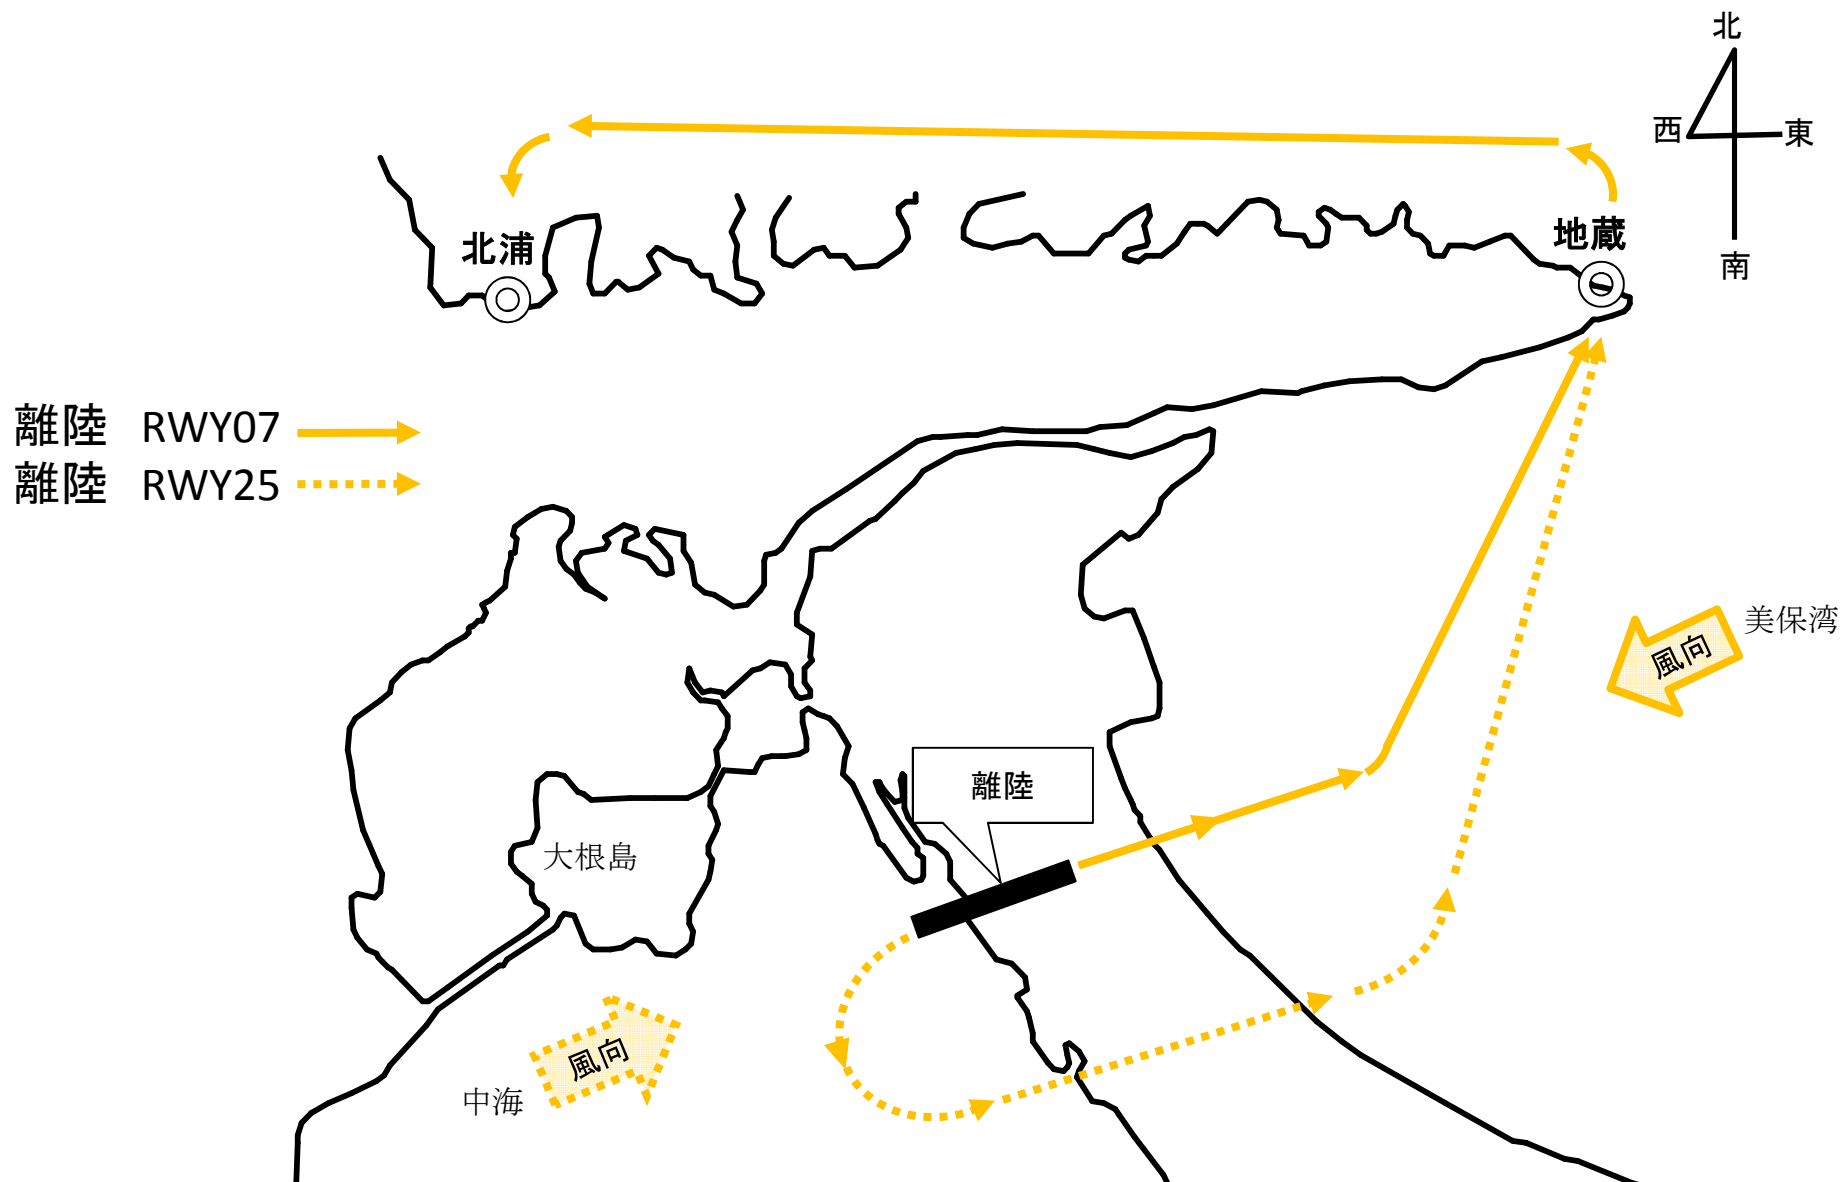 北
西
東
南
北浦
地蔵
離陸 RWY07
離陸 RWY25
美保湾
風向
離陸
大根島
風向
中海